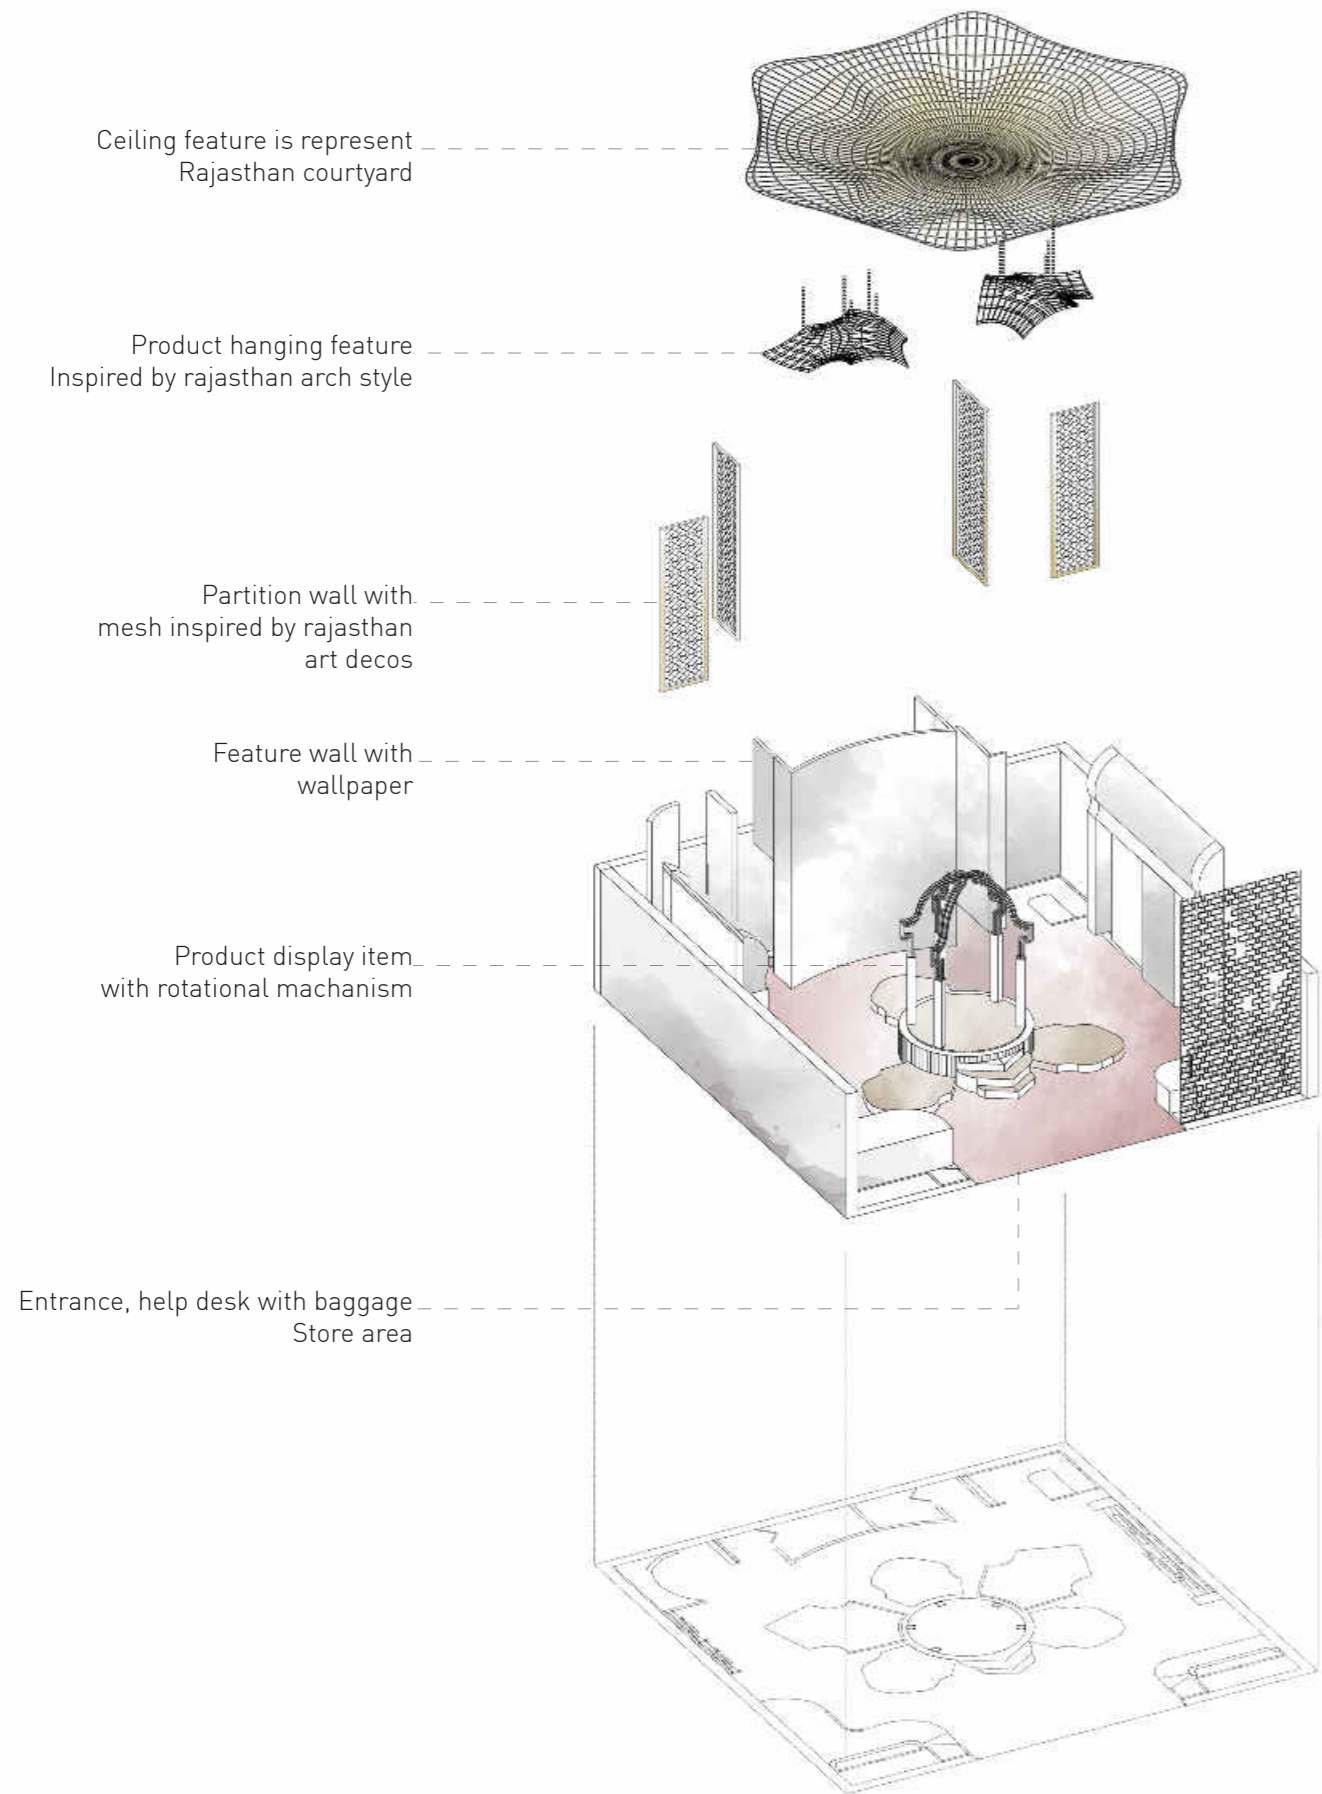 Ceiling feature is represent
Rajasthan courtyard
Product hanging feature
Inspired by rajasthan arch style
Partition wall with
mesh inspired by rajasthan
art decos
Feature wall with
wallpaper
Product display item
with rotational machanism
Entrance, help desk with baggage
Store area